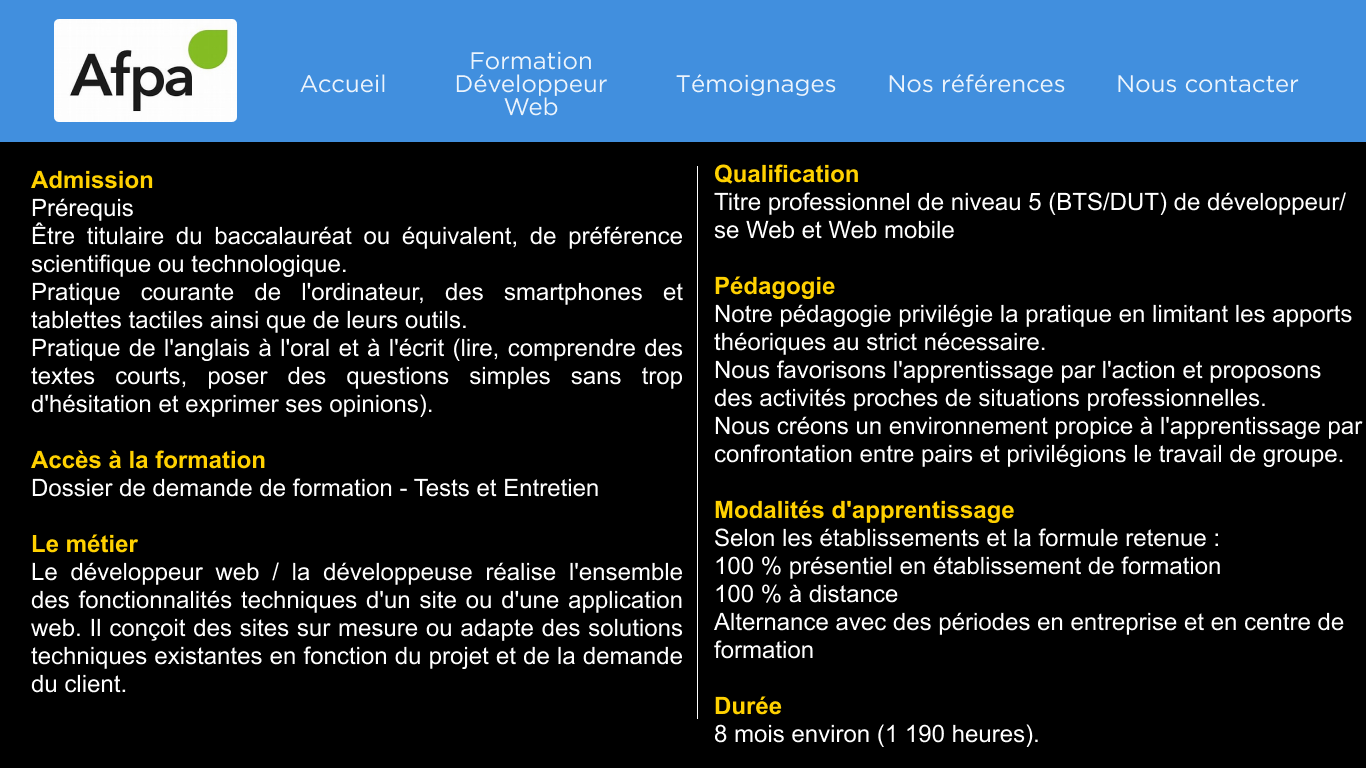 Afpa
Accueil
Formation
Développeur
Web
Témoignages
Nos références
Nous contacter
Admission
Prérequis
Être titulaire du baccalauréat ou équivalent, de préférence
scientifique ou technologique.
Pratique courante de l'ordinateur, des smartphones et
tablettes tactiles ainsi que de leurs outils.
Pratique de l'anglais à l'oral et à l'écrit (lire, comprendre des
textes courts, poser des questions simples sans trop
d'hésitation et exprimer ses opinions).
Accès à la formation
Dossier de demande de formation - Tests et Entretien
Le métier
Le développeur web / la développeuse réalise l'ensemble
des fonctionnalités techniques d'un site ou d'une application
web. Il conçoit des sites sur mesure ou adapte des solutions
techniques existantes en fonction du projet et de la demande
du client.
Qualification
Titre professionnel de niveau 5 (BTS/DUT) de développeur/
se Web et Web mobile
Pédagogie
Notre pédagogie privilégie la pratique en limitant les apports
théoriques au strict nécessaire.
Nous favorisons l'apprentissage par l'action et proposons
des activités proches de situations professionnelles.
Nous créons un environnement propice à l'apprentissage par
confrontation entre pairs et privilégions le travail de groupe.
Modalités d'apprentissage
Selon les établissements et la formule retenue :
100 % présentiel en établissement de formation
100 % à distance
Alternance avec des périodes en entreprise et en centre de
formation
Durée
8 mois environ (1 190 heures).